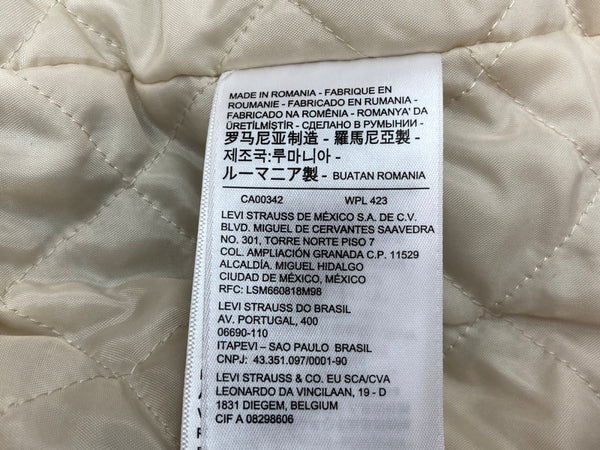 MADE IN ROMANIA - FABRIQUE EN
ROUMANIE - FABRICADO EN RUMANIA -
FABRICADO NA ROMÊNIA - ROMANYA' DA
ÜRETİLMİŞTİR - СДЕЛАНО В РУМЫНИИ -
罗马尼亚制造 - 羅馬尼亞製 -
제조국:루마니아 -
ルーマニア製 - BUATAN ROMANIA
CA00342 WPL 423
LEVI STRAUSS DE MÉXICO S.A. DE C.V.
BLVD. MIGUEL DE CERVANTES SAAVEDRA
NO. 301, TORRE NORTE PISO 7
COL. AMPLIACIÓN GRANADA C.P. 11529
ALCALDÍA. MIGUEL HIDALGO
CIUDAD DE MÉXICO, MÉXICO
RFC: LSM660818M98
LEVI STRAUSS DO BRASIL
AV. PORTUGAL, 400
06690-110
ITAPEVI – SAO PAULO BRASIL
CNPJ: 43.351.097/0001-90
LEVI STRAUSS & CO. EU SCA/CVA
LEONARDO DA VINCILAAN, 19 - D
1831 DIEGEM, BELGIUM
CIF A 08298606